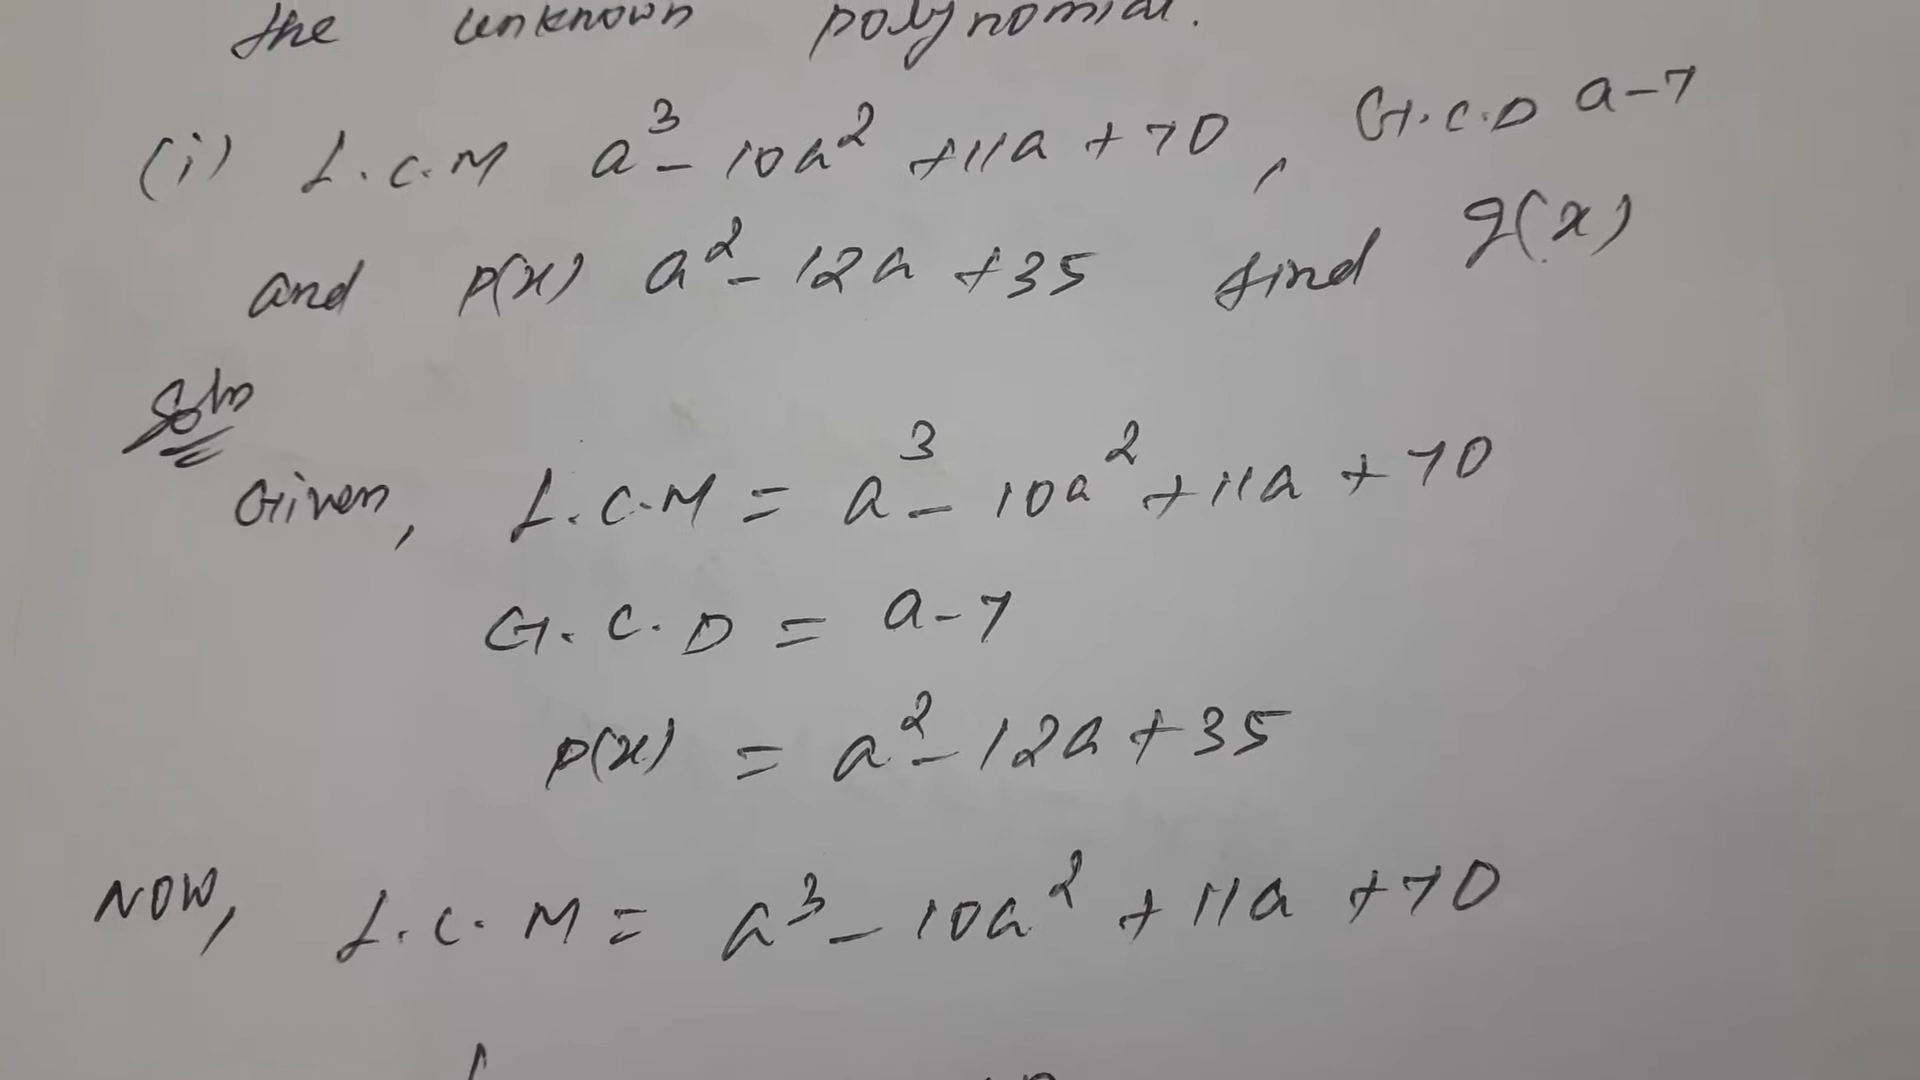 the unknown polynomial.
(i) L.C.M a³ - 10a² + 11a + 70, G.C.D a-7
and p(x) a² - 12a + 35 find q(x)
Soln
Given, L.C.M = a³ - 10a² + 11a + 70
G.C.D = a-7
p(x) = a² - 12a + 35
NOW, L.C.M = a³ - 10a² + 11a + 70